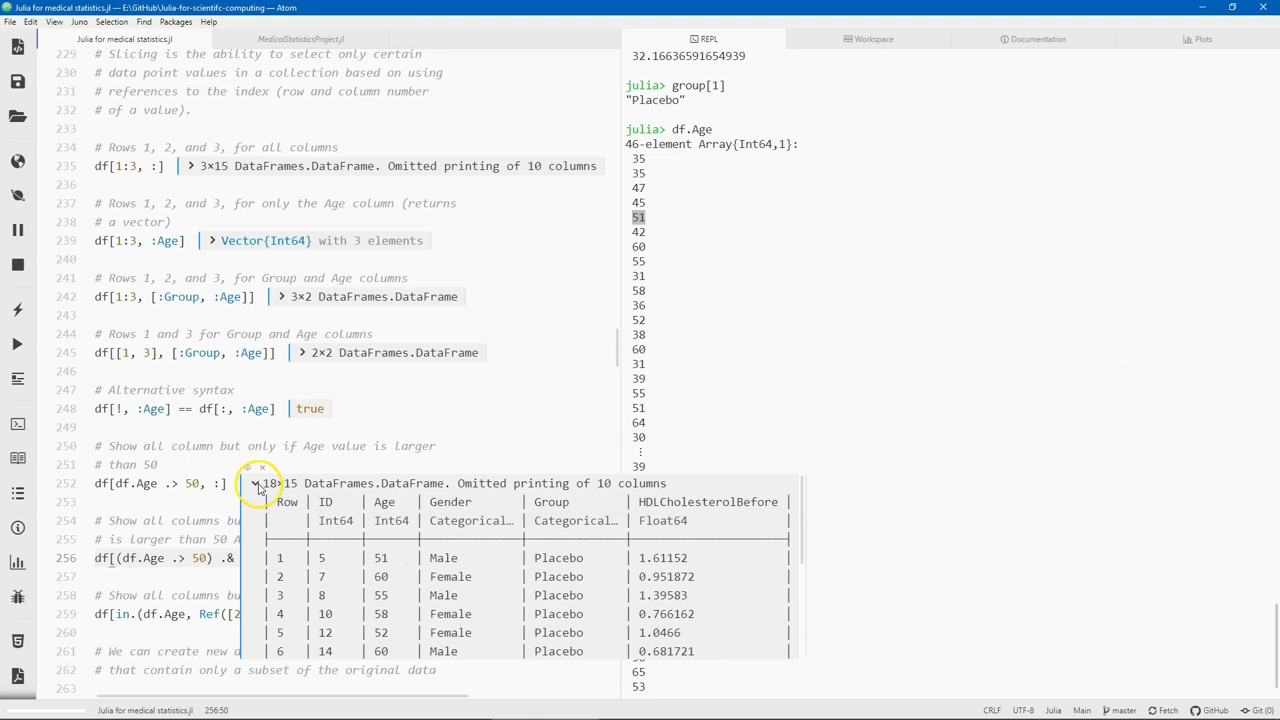 Julia for medical statistics.jl — E:\GitHub\Julia-for-scientifc-computing — Atom
File Edit View Juno Selection Find Packages Help
Julia for medical statistics.jl
MedicalStatisticsProject.jl
229 # Slicing is the ability to select only certain
230 # data point values in a collection based on using
231 # references to the index (row and column number
232 # of a value).
233
234 # Rows 1, 2, and 3, for all columns
235 df[1:3, :] > 3×15 DataFrames.DataFrame. Omitted printing of 10 columns
236
237 # Rows 1, 2, and 3, for only the Age column (returns
238 # a vector)
239 df[1:3, :Age] > Vector{Int64} with 3 elements
240
241 # Rows 1, 2, and 3, for Group and Age columns
242 df[1:3, [:Group, :Age]] > 3×2 DataFrames.DataFrame
243
244 # Rows 1 and 3 for Group and Age columns
245 df[[1, 3], [:Group, :Age]] > 2×2 DataFrames.DataFrame
246
247 # Alternative syntax
248 df[!, :Age] == df[:, :Age] true
249
250 # Show all column but only if Age value is larger
251 # than 50
252 df[df.Age .> 50, :] 18×15 DataFrames.DataFrame. Omitted printing of 10 columns
253 | Row | ID | Age | Gender | Group | HDLCholesterolBefore |
254 # Show all columns bu | | Int64 | Int64 | Categorical… | Categorical… | Float64 |
255 # is larger than 50 A
256 df[(df.Age .> 50) .& | 1 | 5 | 51 | Male | Placebo | 1.61152 |
257 | 2 | 7 | 60 | Female | Placebo | 0.951872 |
258 # Show all columns bu | 3 | 8 | 55 | Male | Placebo | 1.39583 |
259 df[in.(df.Age, Ref([2 | 4 | 10 | 58 | Female | Placebo | 0.766162 |
260 | 5 | 12 | 52 | Female | Placebo | 1.0466 |
261 # We can create new d | 6 | 14 | 60 | Male | Placebo | 0.681721 |
262 # that contain only a subset of the original data
263
REPL
Workspace
Documentation
Plots
32.16636591654939
julia> group[1]
"Placebo"
julia> df.Age
46-element Array{Int64,1}:
35
35
47
45
51
42
60
55
31
58
36
52
38
60
31
39
55
51
64
30
⋮
39
65
53
Julia for medical statistics.jl 256:50
CRLF UTF-8 Julia Main master Fetch GitHub Git (0)